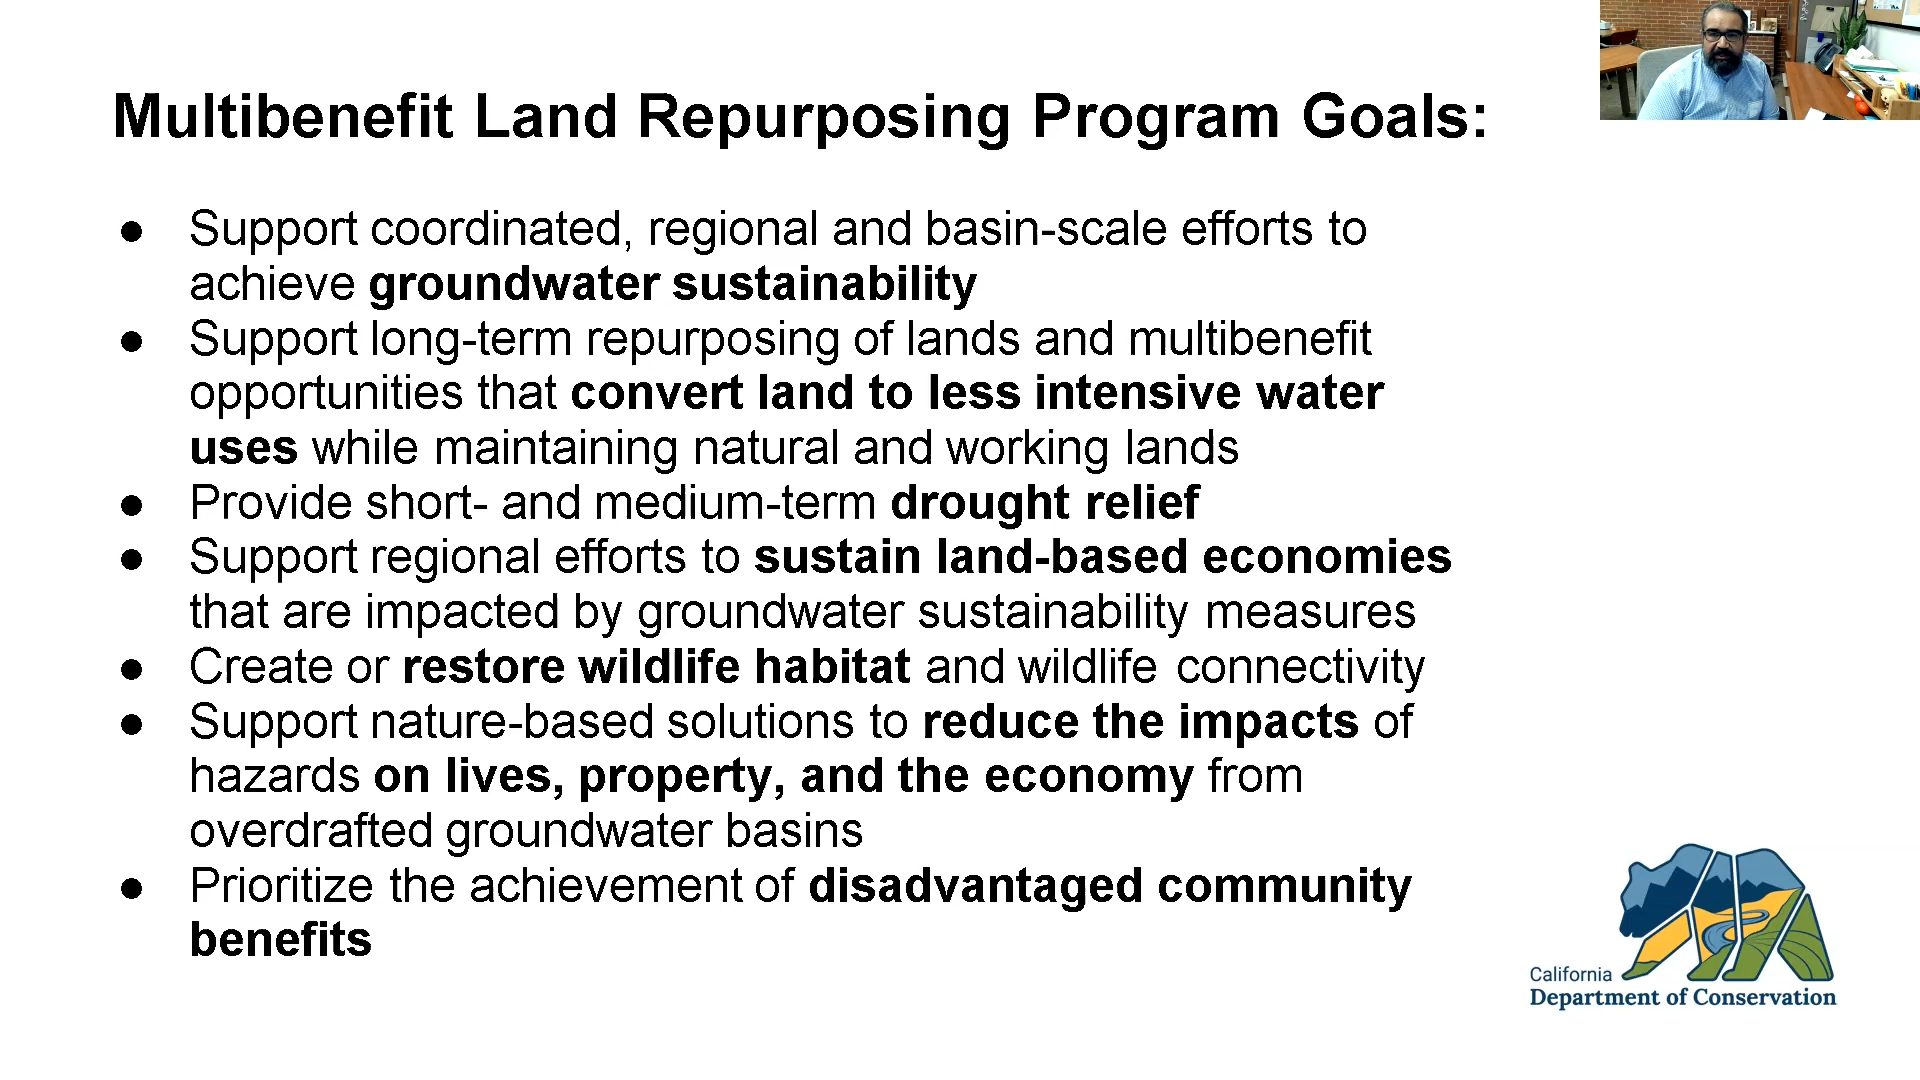 Multibenefit Land Repurposing Program Goals:
● Support coordinated, regional and basin-scale efforts to
achieve groundwater sustainability
● Support long-term repurposing of lands and multibenefit
opportunities that convert land to less intensive water
uses while maintaining natural and working lands
● Provide short- and medium-term drought relief
● Support regional efforts to sustain land-based economies
that are impacted by groundwater sustainability measures
● Create or restore wildlife habitat and wildlife connectivity
● Support nature-based solutions to reduce the impacts of
hazards on lives, property, and the economy from
overdrafted groundwater basins
● Prioritize the achievement of disadvantaged community
benefits
California
Department of Conservation